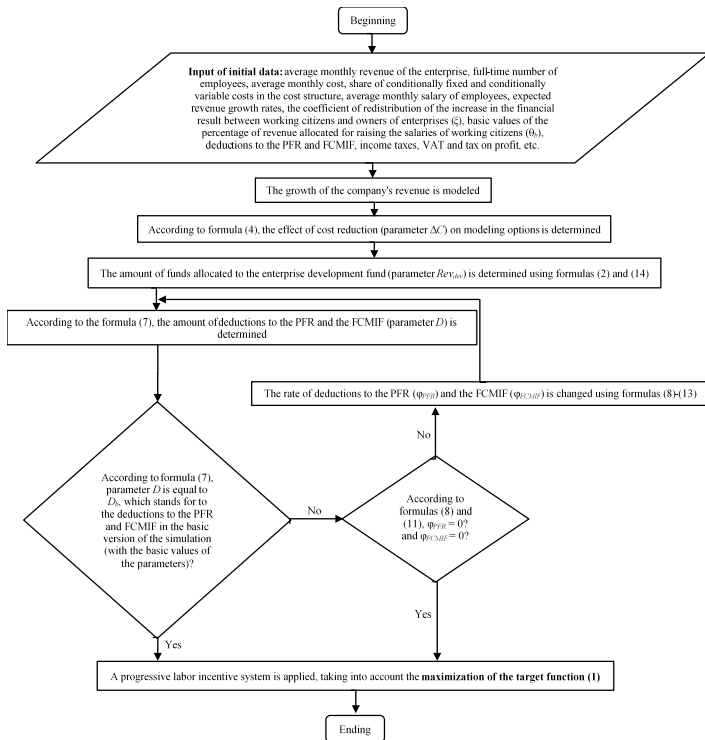 Beginning
Input of initial data: average monthly revenue of the enterprise, full-time number of
employees, average monthly cost, share of conditionally fixed and conditionally
variable costs in the cost structure, average monthly salary of employees, expected
revenue growth rates, the coefficient of redistribution of the increase in the financial
result between working citizens and owners of enterprises (ξ), basic values of the
percentage of revenue allocated for raising the salaries of working citizens (θb),
deductions to the PFR and FCMIF, income taxes, VAT and tax on profit, etc.
The growth of the company's revenue is modeled
According to formula (4), the effect of cost reduction (parameter ΔC) on modeling options is determined
The amount of funds allocated to the enterprise development fund (parameter Revdev) is determined using formulas (2) and (14)
According to the formula (7), the amount of deductions to the PFR and the FCMIF (parameter D) is
determined
The rate of deductions to the PFR (φPFR) and the FCMIF (φFCMIF) is changed using formulas (8)-(13)
No
According to formula (7),
parameter D is equal to
Db, which stands for to
the deductions to the PFR
and FCMIF in the basic
version of the simulation
(with the basic values of
the parameters)?
No
According to
formulas (8) and
(11), φPFR = 0?
and φFCMIF = 0?
Yes
Yes
A progressive labor incentive system is applied, taking into account the maximization of the target function (1)
Ending